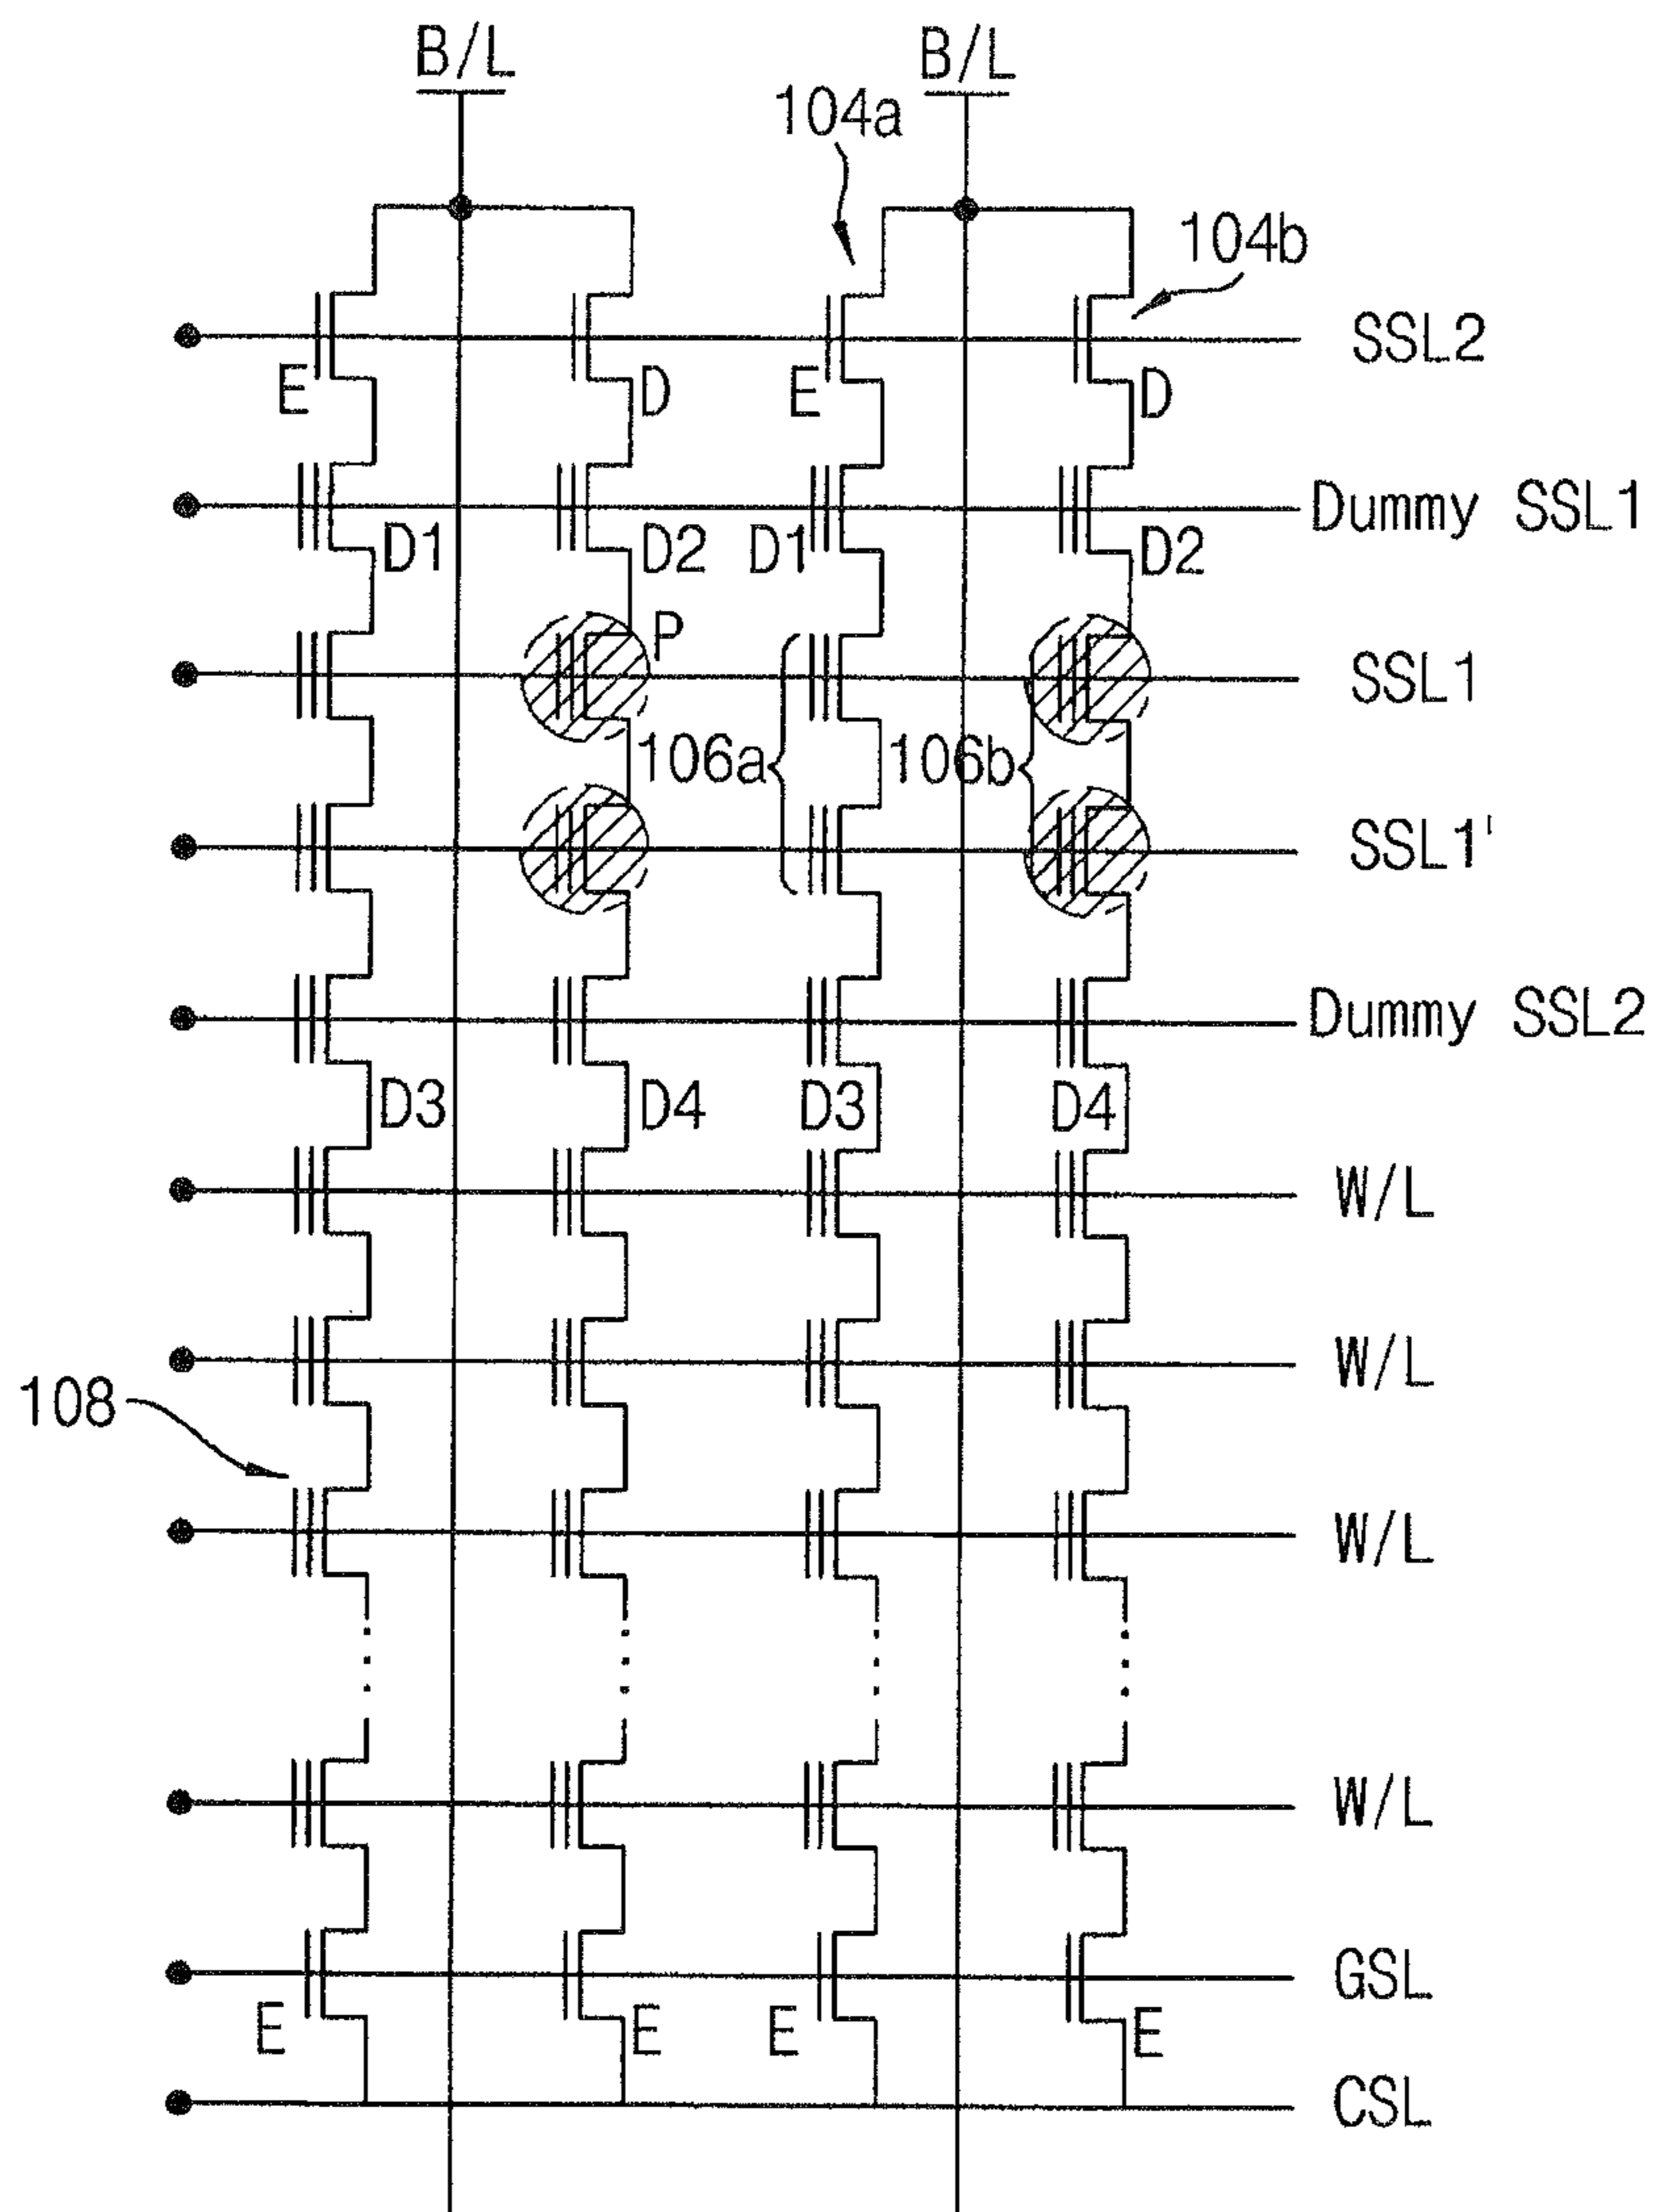 B/L B/L
104a
104b
SSL2
E D E D
Dummy SSL1
D1 D2 D1 D2
P
SSL1
106a 106b
SSL1'
Dummy SSL2
D3 D4 D3 D4
W/L
W/L
108
W/L
W/L
GSL
E E E E
CSL